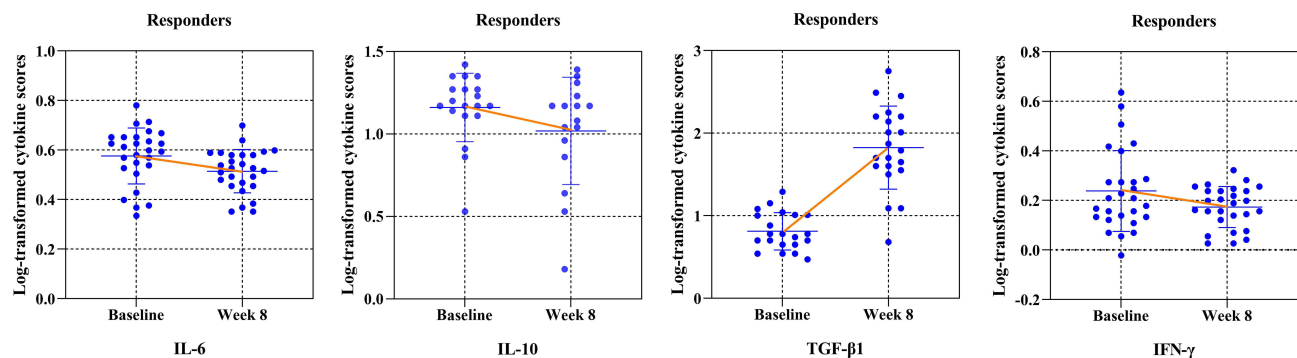 Responders
Log-transformed cytokine scores
1.0
0.8
0.6
0.4
0.2
0.0
Baseline
Week 8
IL-6
Responders
Log-transformed cytokine scores
1.5
1.0
0.5
0.0
Baseline
Week 8
IL-10
Responders
Log-transformed cytokine scores
3
2
1
0
Baseline
Week 8
TGF-β1
Responders
Log-transformed cytokine scores
0.8
0.6
0.4
0.2
0.0
-0.2
Baseline
Week 8
IFN-γ